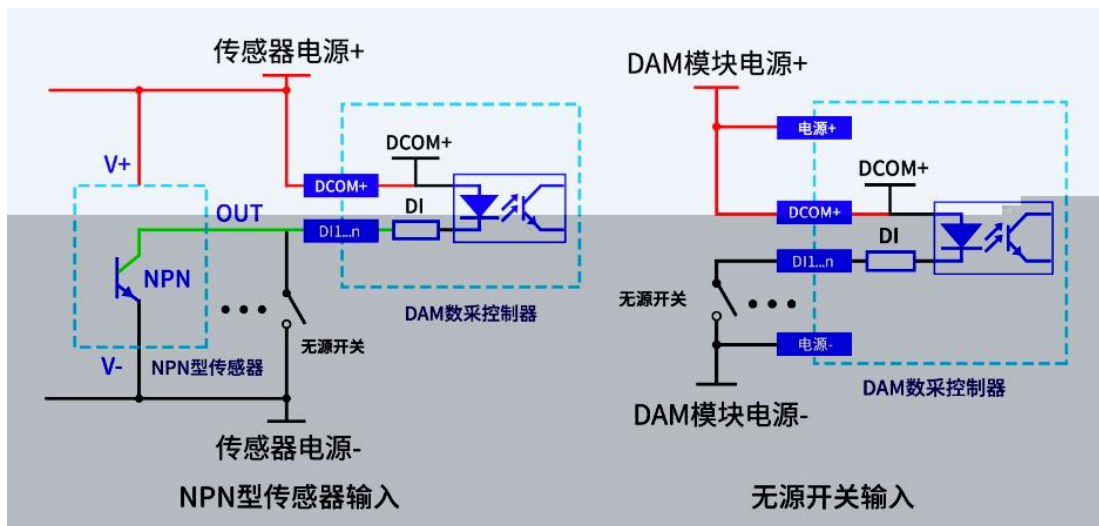 传感器电源+
V+
DCOM+
DCOM+
OUT
DI1...n
DI
NPN
无源开关
DAM数采控制器
V-
NPN型传感器
传感器电源-
NPN型传感器输入
DAM模块电源+
电源+
DCOM+
DCOM+
DI1...n
DI
无源开关
电源-
DAM数采控制器
DAM模块电源-
无源开关输入